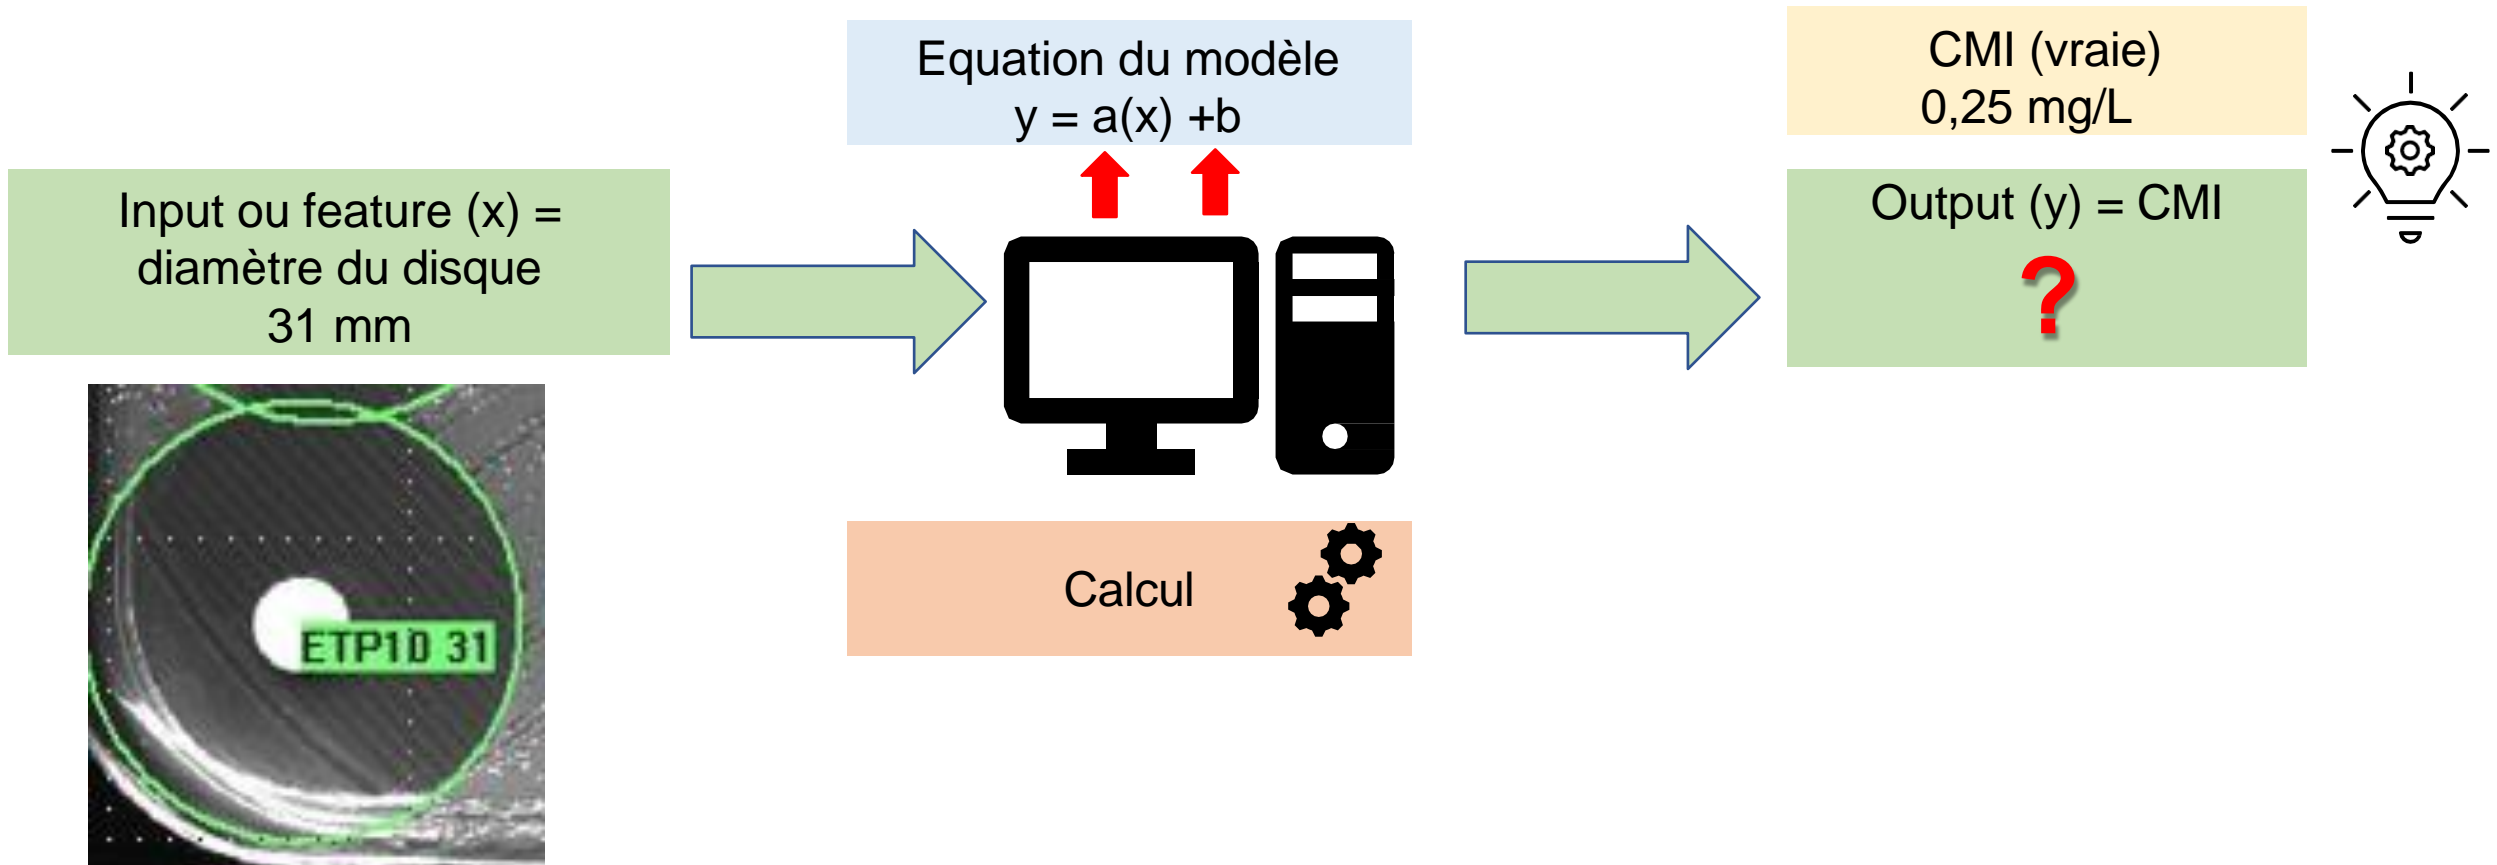 Equation du modèle
y = a(x) +b
CMI (vraie)
0,25 mg/L
Input ou feature (x) =
diamètre du disque
31 mm
Output (y) = CMI
?
ETP10 31
Calcul